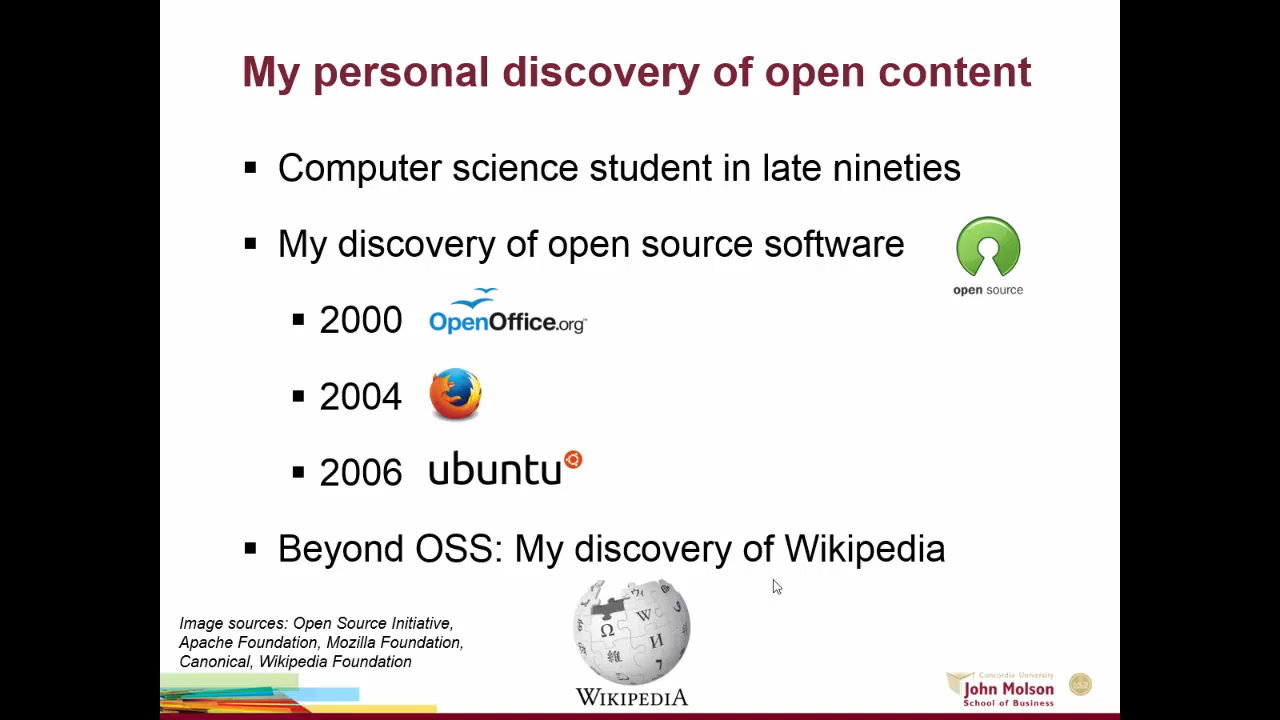 My personal discovery of open content
▪ Computer science student in late nineties
▪ My discovery of open source software
open source
▪ 2000 OpenOffice.org™
▪ 2004
▪ 2006 ubuntu
▪ Beyond OSS: My discovery of Wikipedia
Image sources: Open Source Initiative,
Apache Foundation, Mozilla Foundation,
Canonical, Wikipedia Foundation
Ω W И 維
WIKIPEDIA
Concordia University
John Molson
School of Business